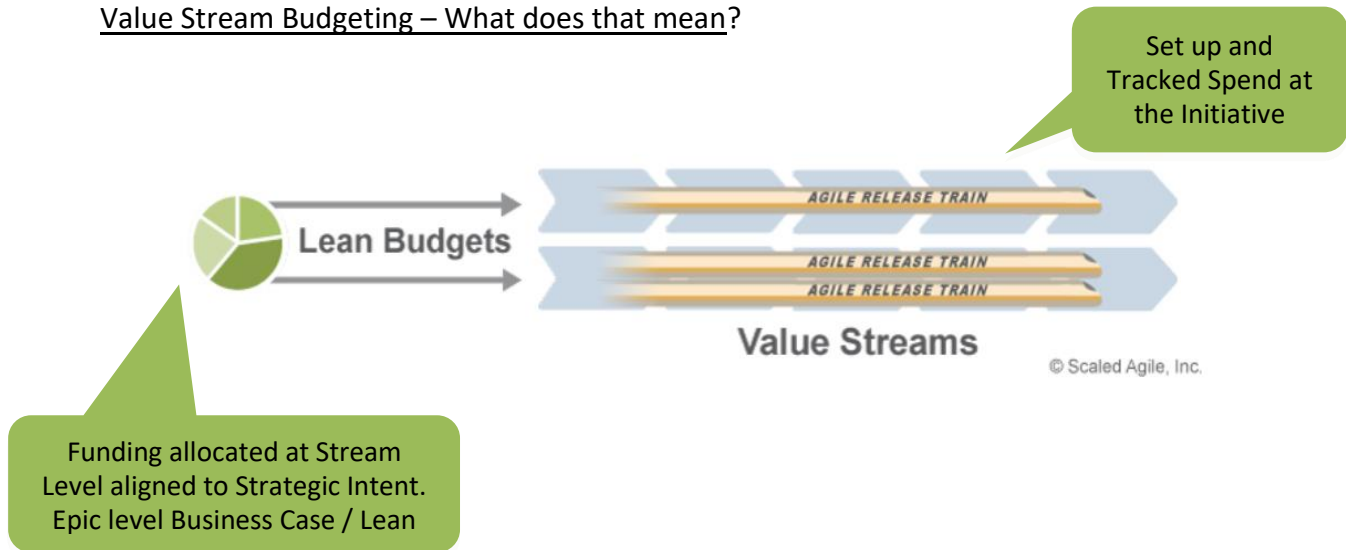 Value Stream Budgeting – What does that mean?
Set up and
Tracked Spend at
the Initiative
AGILE RELEASE TRAIN
Lean Budgets
AGILE RELEASE TRAIN
AGILE RELEASE TRAIN
Value Streams
© Scaled Agile, Inc.
Funding allocated at Stream
Level aligned to Strategic Intent.
Epic level Business Case / Lean